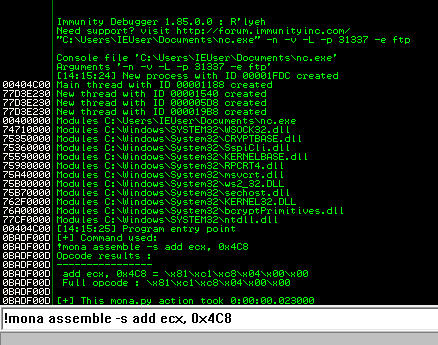 Immunity Debugger 1.85.0.0 : R'lyeh
Need support? visit http://forum.immunityinc.com/
"C:\Users\IEUser\Documents\nc.exe" -n -v -L -p 31337 -e ftp
Console file 'C:\Users\IEUser\Documents\nc.exe'
Arguments '-n -v -L -p 31337 -e ftp'
[14:15:24] New process with ID 00001FDC created
00404C00 Main thread with ID 00001188 created
77D3E230 New thread with ID 00001540 created
77D3E230 New thread with ID 000005D8 created
77D3E230 New thread with ID 000019B8 created
00400000 Modules C:\Users\IEUser\Documents\nc.exe
74710000 Modules C:\Windows\SYSTEM32\WSOCK32.dll
75350000 Modules C:\Windows\SYSTEM32\CRYPTBASE.dll
75360000 Modules C:\Windows\SYSTEM32\SspiCli.dll
75590000 Modules C:\Windows\SYSTEM32\KERNELBASE.dll
75980000 Modules C:\Windows\SYSTEM32\RPCRT4.dll
75A40000 Modules C:\Windows\SYSTEM32\msvcrt.dll
75B00000 Modules C:\Windows\SYSTEM32\ws2_32.DLL
75B70000 Modules C:\Windows\SYSTEM32\sechost.dll
762F0000 Modules C:\Windows\SYSTEM32\KERNEL32.DLL
76A00000 Modules C:\Windows\SYSTEM32\bcryptPrimitives.dll
77CF0000 Modules C:\Windows\SYSTEM32\ntdll.dll
00404C00 [14:15:25] Program entry point
0BADF00D [+] Command used:
0BADF00D !mona assemble -s add ecx, 0x4C8
0BADF00D Opcode results :
0BADF00D ----------------
0BADF00D add ecx, 0x4C8 = \x81\xc1\xc8\x04\x00\x00
0BADF00D Full opcode : \x81\xc1\xc8\x04\x00\x00
0BADF00D
0BADF00D [+] This mona.py action took 0:00:00.023000
!mona assemble -s add ecx, 0x4C8